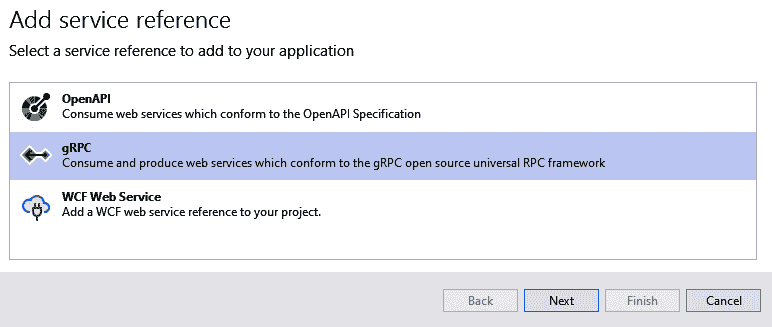 Add service reference
Select a service reference to add to your application
OpenAPI
Consume web services which conform to the OpenAPI Specification
gRPC
Consume and produce web services which conform to the gRPC open source universal RPC framework
WCF Web Service
Add a WCF web service reference to your project.
Back Next Finish Cancel